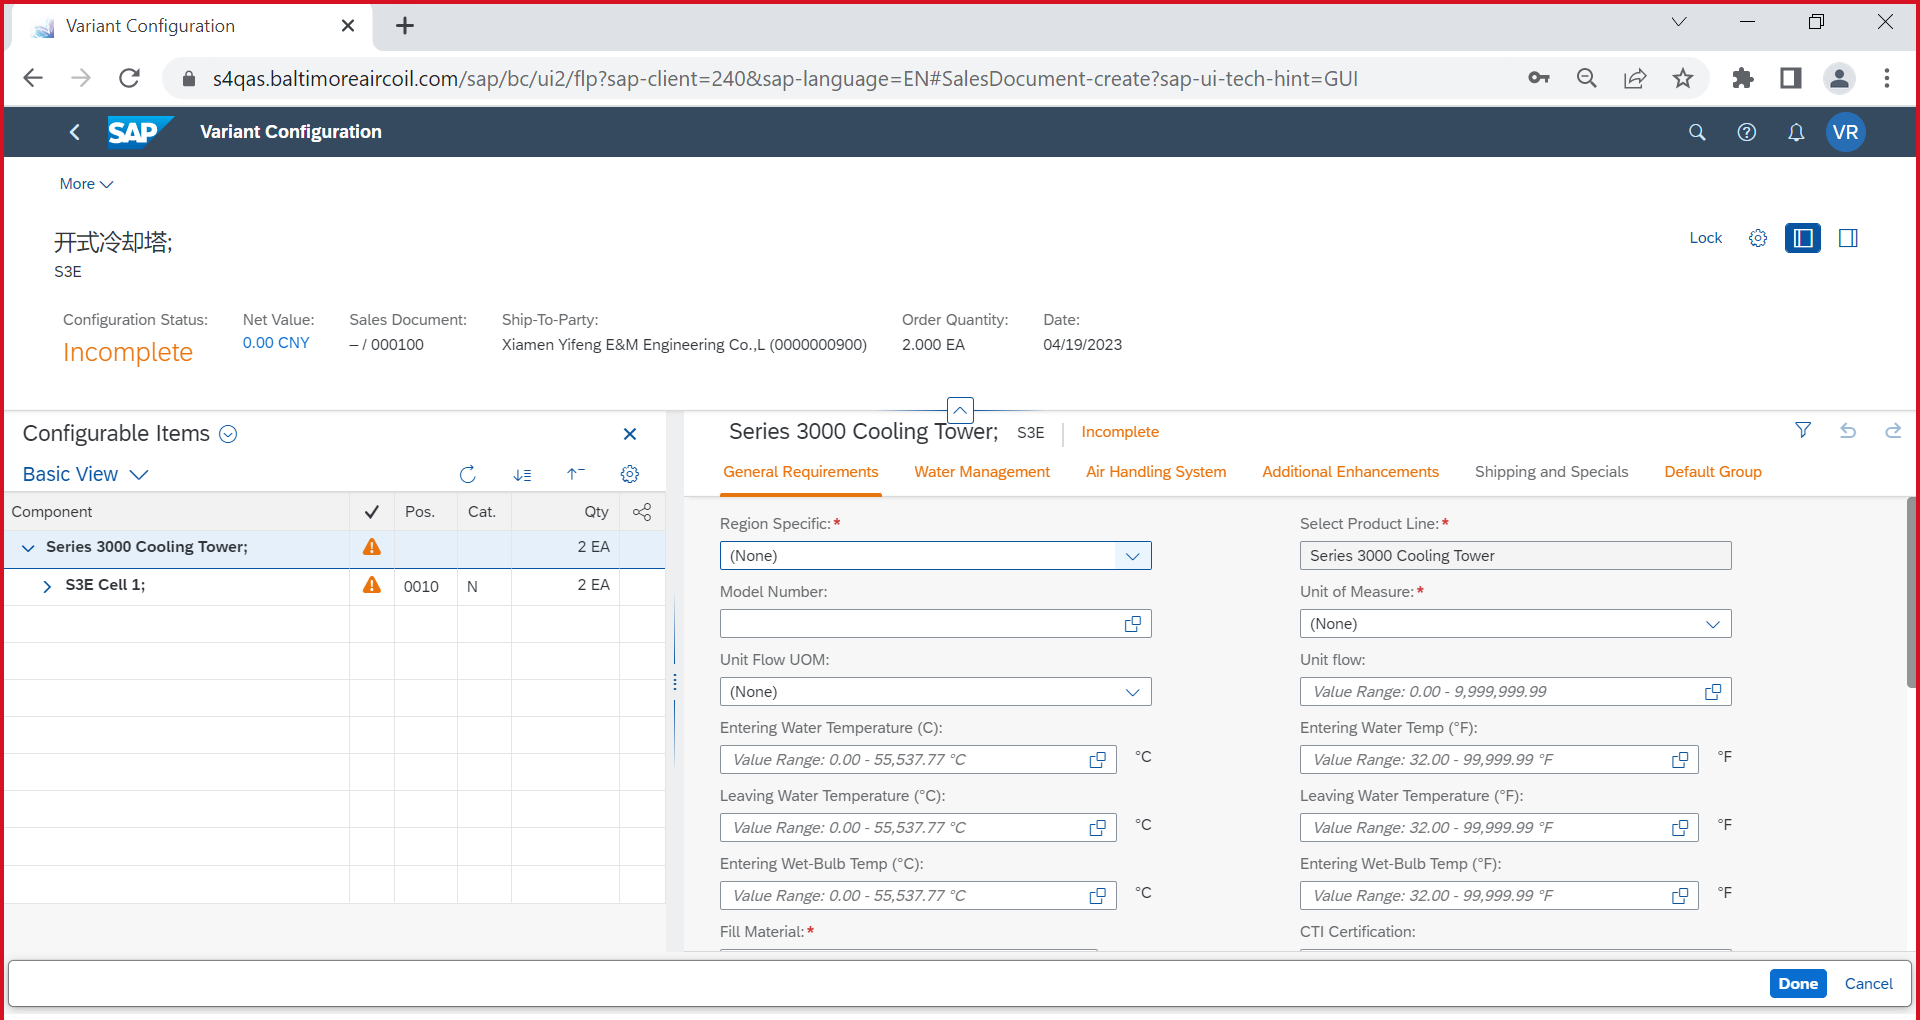 Variant Configuration
s4qas.baltimoreaircoil.com/sap/bc/ui2/flp?sap-client=240&sap-language=EN#SalesDocument-create?sap-ui-tech-hint=GUI
SAP Variant Configuration VR
More
开式冷却塔;
S3E
Lock
Configuration Status: Net Value: Sales Document: Ship-To-Party: Order Quantity: Date:
Incomplete 0.00 CNY – / 000100 Xiamen Yifeng E&M Engineering Co.,L (0000000900) 2.000 EA 04/19/2023
Configurable Items
Basic View
Component Pos. Cat. Qty
Series 3000 Cooling Tower; 2 EA
S3E Cell 1; 0010 N 2 EA
Series 3000 Cooling Tower; S3E Incomplete
General Requirements Water Management Air Handling System Additional Enhancements Shipping and Specials Default Group
Region Specific:* Select Product Line:*
(None) Series 3000 Cooling Tower
Model Number: Unit of Measure:*
(None)
Unit Flow UOM: Unit flow:
(None) Value Range: 0.00 - 9,999,999.99
Entering Water Temperature (C): Entering Water Temp (°F):
Value Range: 0.00 - 55,537.77 °C °C Value Range: 32.00 - 99,999.99 °F °F
Leaving Water Temperature (°C): Leaving Water Temperature (°F):
Value Range: 0.00 - 55,537.77 °C °C Value Range: 32.00 - 99,999.99 °F °F
Entering Wet-Bulb Temp (°C): Entering Wet-Bulb Temp (°F):
Value Range: 0.00 - 55,537.77 °C °C Value Range: 32.00 - 99,999.99 °F °F
Fill Material:* CTI Certification:
Done Cancel